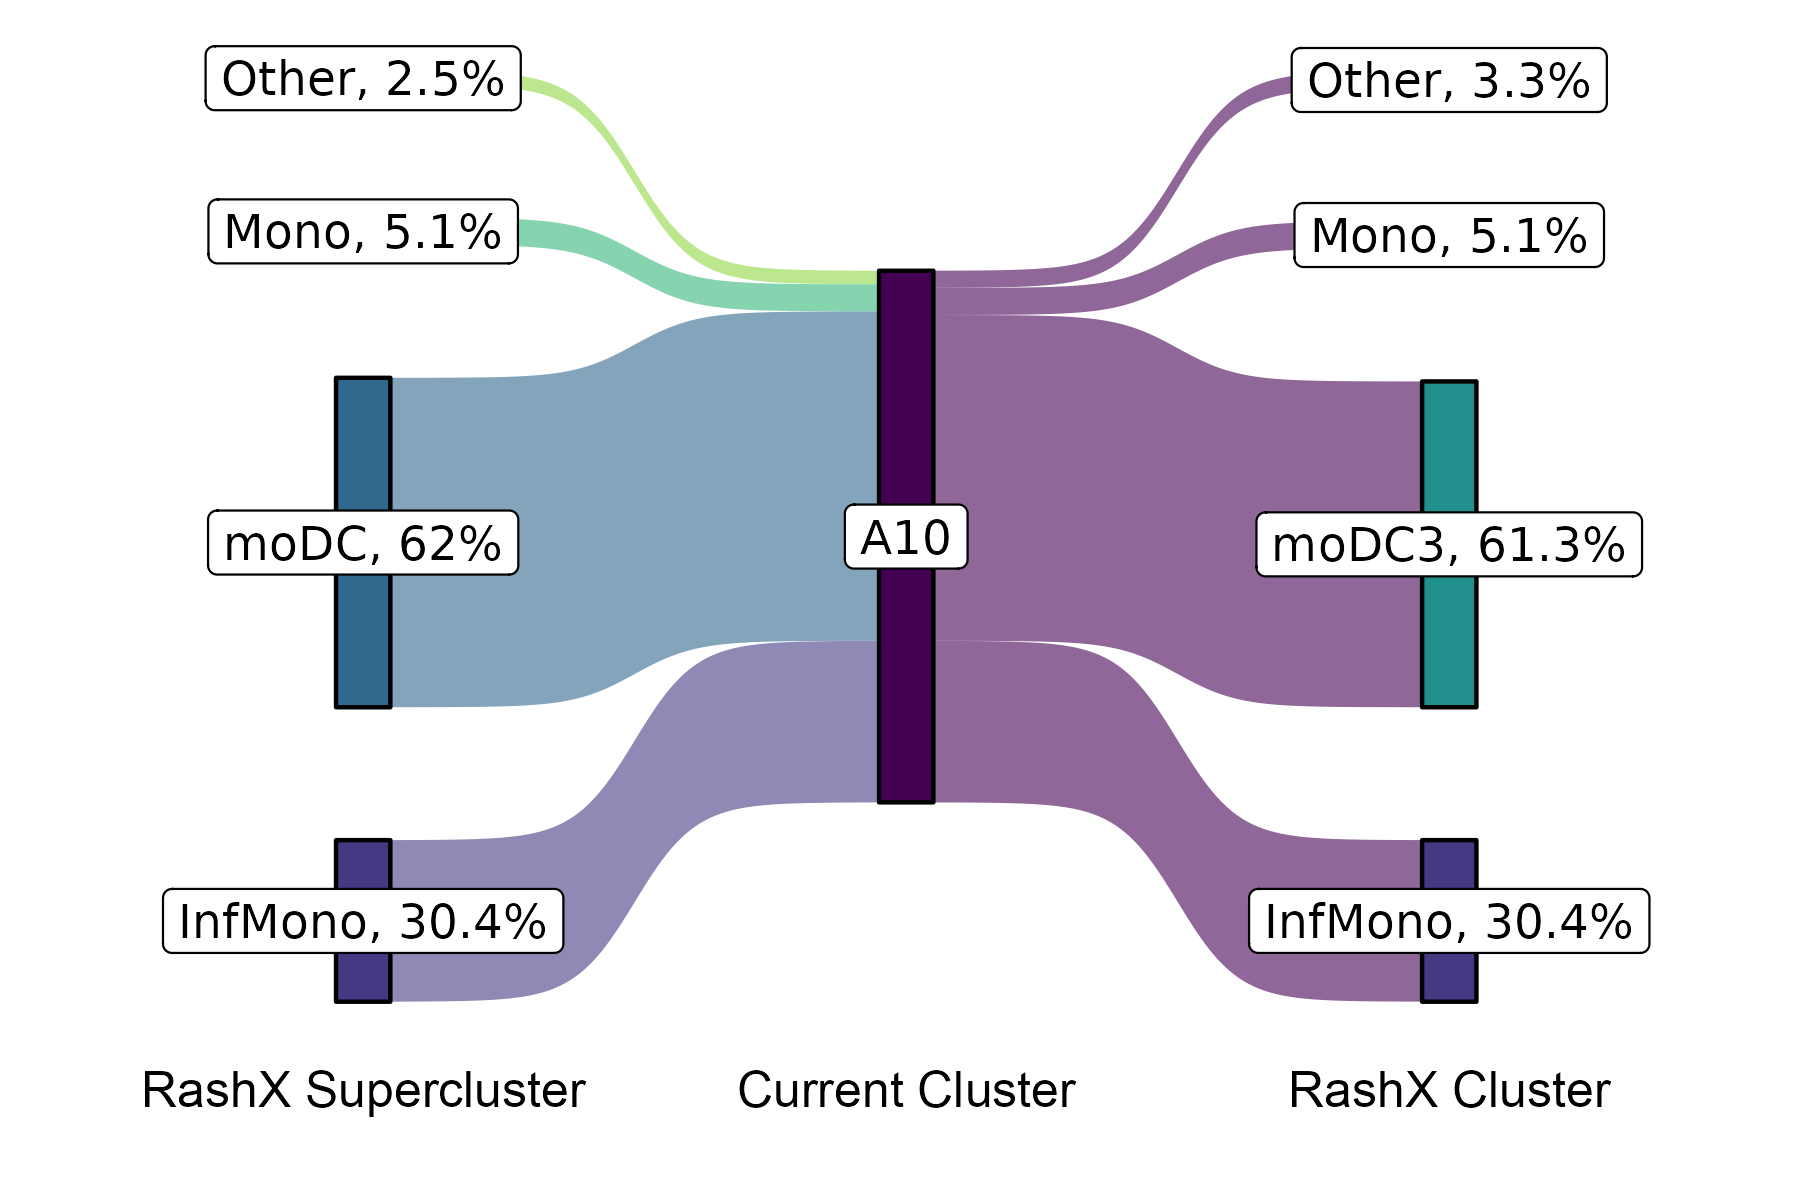 Other, 2.5%
Mono, 5.1%
moDC, 62%
InfMono, 30.4%
A10
Other, 3.3%
Mono, 5.1%
moDC3, 61.3%
InfMono, 30.4%
RashX Supercluster
Current Cluster
RashX Cluster